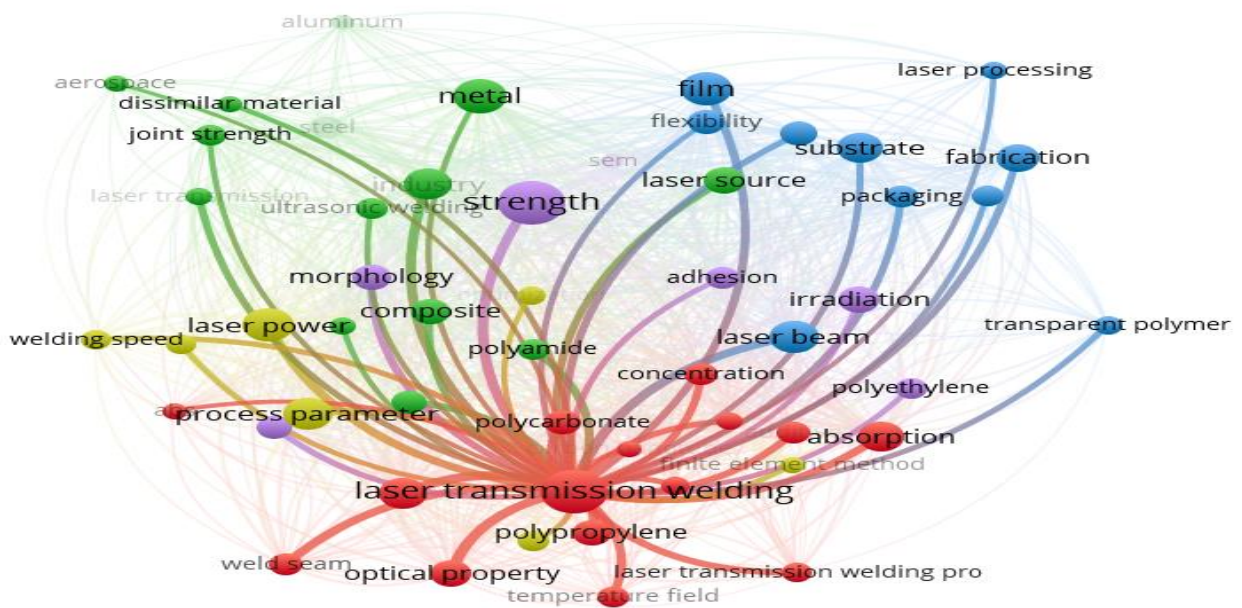 aluminum
aerospace
laser processing
metal
film
dissimilar material
flexibility
joint strength
steel
substrate
fabrication
sem
laser source
industry
laser transmission
packaging
strength
ultrasonic welding
morphology
adhesion
irradiation
composite
laser power
transparent polymer
welding speed
laser beam
polyamide
concentration
polyethylene
process parameter
polycarbonate
absorption
finite element method
laser transmission welding
polypropylene
weld seam
optical property
laser transmission welding pro
temperature field